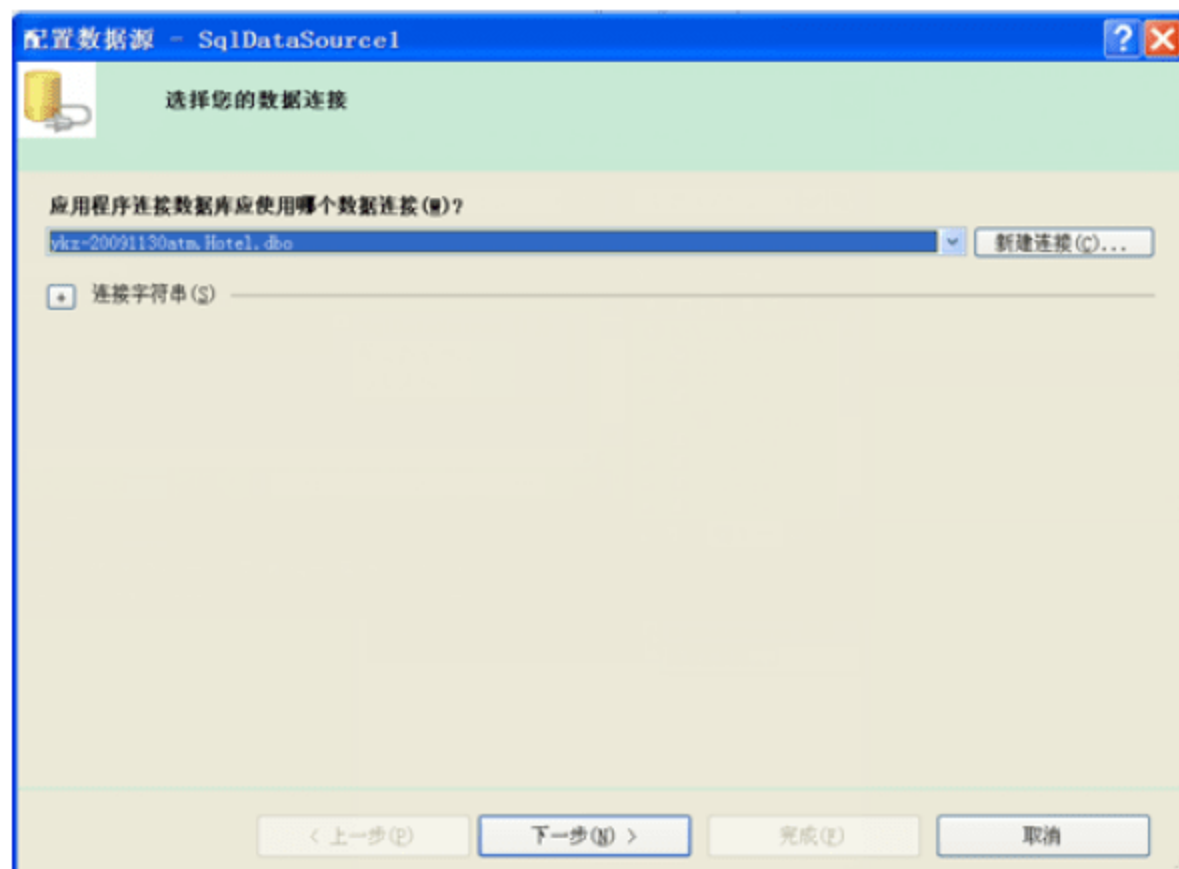 配置数据源 - SqlDataSource1
选择您的数据连接
应用程序连接数据库应使用哪个数据连接(W)?
ykz-20091130atm.Hotel.dbo
新建连接(C)...
+ 连接字符串(S)
< 上一步(P)
下一步(N) >
完成(F)
取消